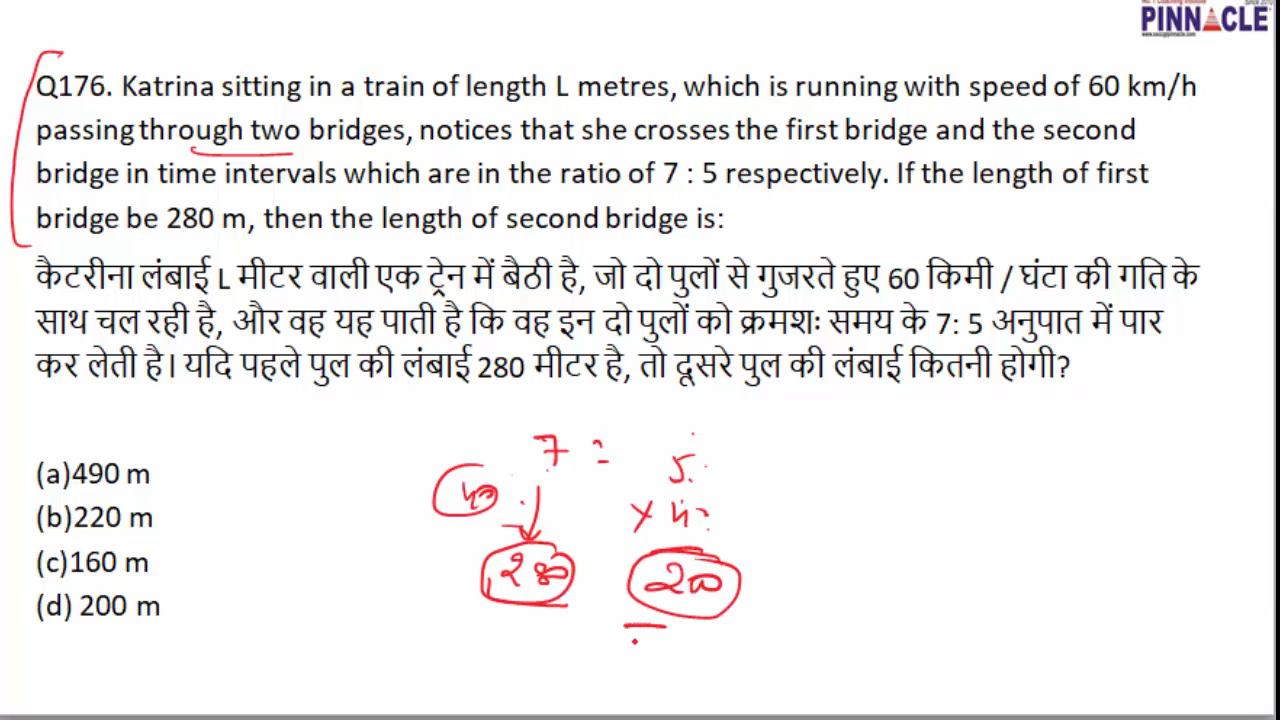 PINNACLE
Q176. Katrina sitting in a train of length L metres, which is running with speed of 60 km/h
passing through two bridges, notices that she crosses the first bridge and the second
bridge in time intervals which are in the ratio of 7 : 5 respectively. If the length of first
bridge be 280 m, then the length of second bridge is:
कैटरीना लंबाई L मीटर वाली एक ट्रेन में बैठी है, जो दो पुलों से गुजरते हुए 60 किमी / घंटा की गति के
साथ चल रही है, और वह यह पाती है कि वह इन दो पुलों को क्रमशः समय के 7: 5 अनुपात में पार
कर लेती है। यदि पहले पुल की लंबाई 280 मीटर है, तो दूसरे पुल की लंबाई कितनी होगी?
(a)490 m
(b)220 m
(c)160 m
(d) 200 m
7 : 5
40 x 40
280 200